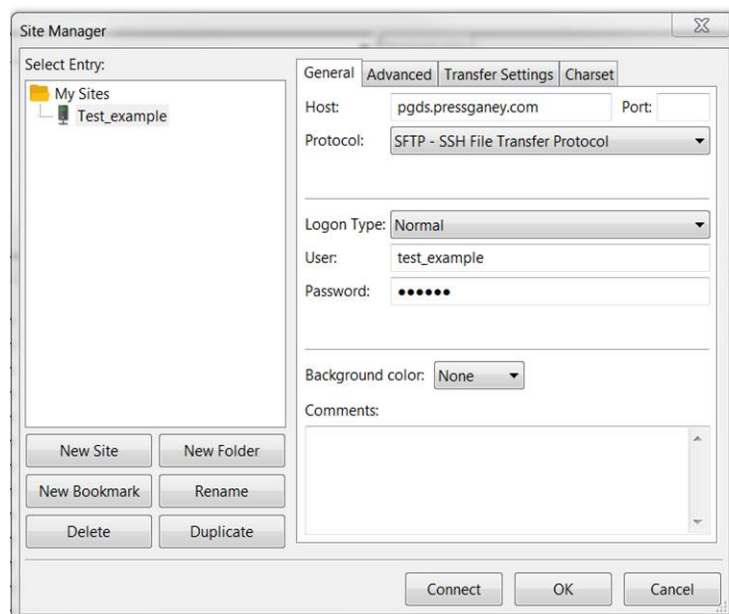 Site Manager
Select Entry:
My Sites
Test_example
New Site
New Folder
New Bookmark
Rename
Delete
Duplicate
General
Advanced
Transfer Settings
Charset
Host:
pgds.pressganey.com
Port:
Protocol:
SFTP - SSH File Transfer Protocol
Logon Type:
Normal
User:
test_example
Password:
●●●●●●
Background color:
None
Comments:
Connect
OK
Cancel